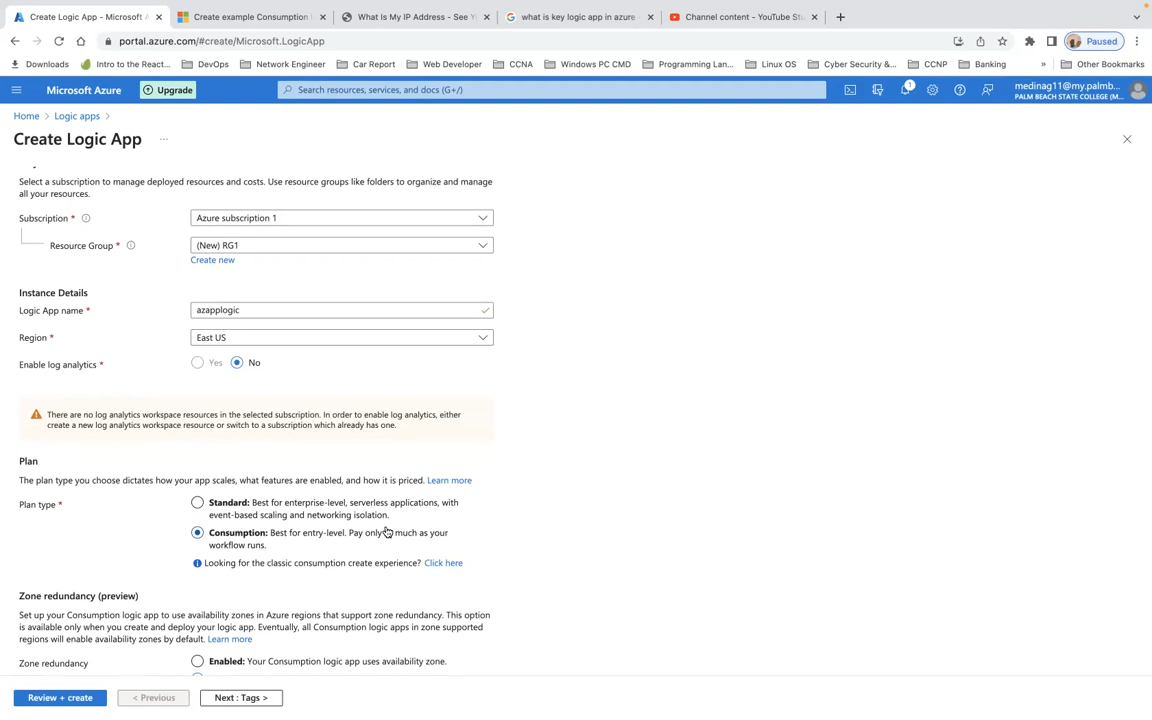 Create Logic App - Microsoft A
Create example Consumption
What Is My IP Address - See Y
what is key logic app in azure
Channel content - YouTube Stu
portal.azure.com/#create/Microsoft.LogicApp
Paused
Downloads
Intro to the React...
DevOps
Network Engineer
Car Report
Web Developer
CCNA
Windows PC CMD
Programming Lan...
Linux OS
Cyber Security &...
CCNP
Banking
»
Other Bookmarks
Microsoft Azure
Upgrade
Search resources, services, and docs (G+/)
1
medinag11@my.palmb...
PALM BEACH STATE COLLEGE (M...
Home > Logic apps >
Create Logic App ...
Select a subscription to manage deployed resources and costs. Use resource groups like folders to organize and manage
all your resources.
Subscription *
Azure subscription 1
Resource Group *
(New) RG1
Create new
Instance Details
Logic App name *
azapplogic
Region *
East US
Enable log analytics *
Yes
No
There are no log analytics workspace resources in the selected subscription. In order to enable log analytics, either
create a new log analytics workspace resource or switch to a subscription which already has one.
Plan
The plan type you choose dictates how your app scales, what features are enabled, and how it is priced. Learn more
Plan type *
Standard: Best for enterprise-level, serverless applications, with
event-based scaling and networking isolation.
Consumption: Best for entry-level. Pay only much as your
workflow runs.
Looking for the classic consumption create experience? Click here
Zone redundancy (preview)
Set up your Consumption logic app to use availability zones in Azure regions that support zone redundancy. This option
is available only when you create and deploy your logic app. Eventually, all Consumption logic apps in zone supported
regions will enable availability zones by default. Learn more
Zone redundancy
Enabled: Your Consumption logic app uses availability zone.
Review + create
< Previous
Next : Tags >